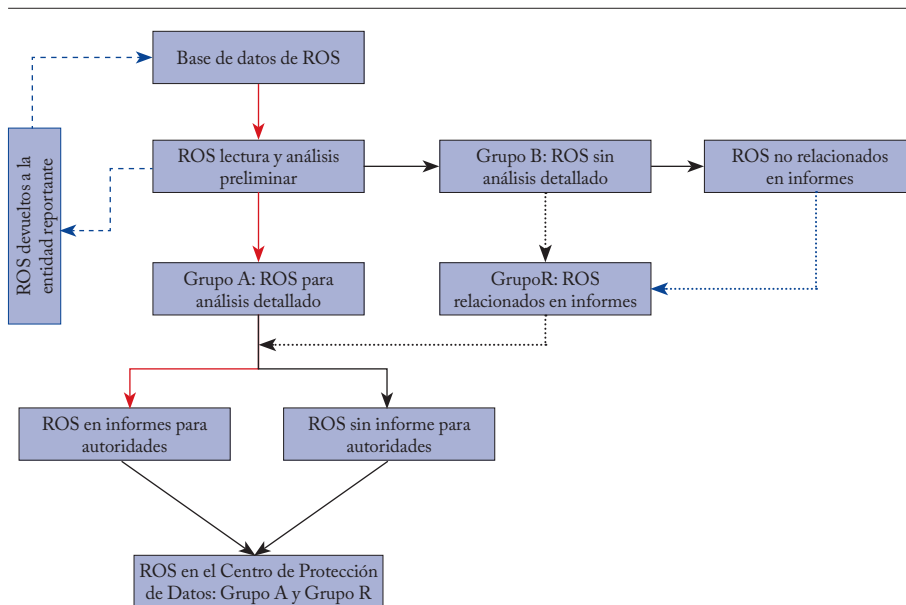 Base de datos de ROS
ROS devueltos a la
entidad reportante
ROS lectura y análisis
preliminar
Grupo B: ROS sin
análisis detallado
ROS no relacionados
en informes
Grupo A: ROS para
análisis detallado
GrupoR: ROS
relacionados en informes
ROS en informes para
autoridades
ROS sin informe para
autoridades
ROS en el Centro de Protección
de Datos: Grupo A y Grupo R